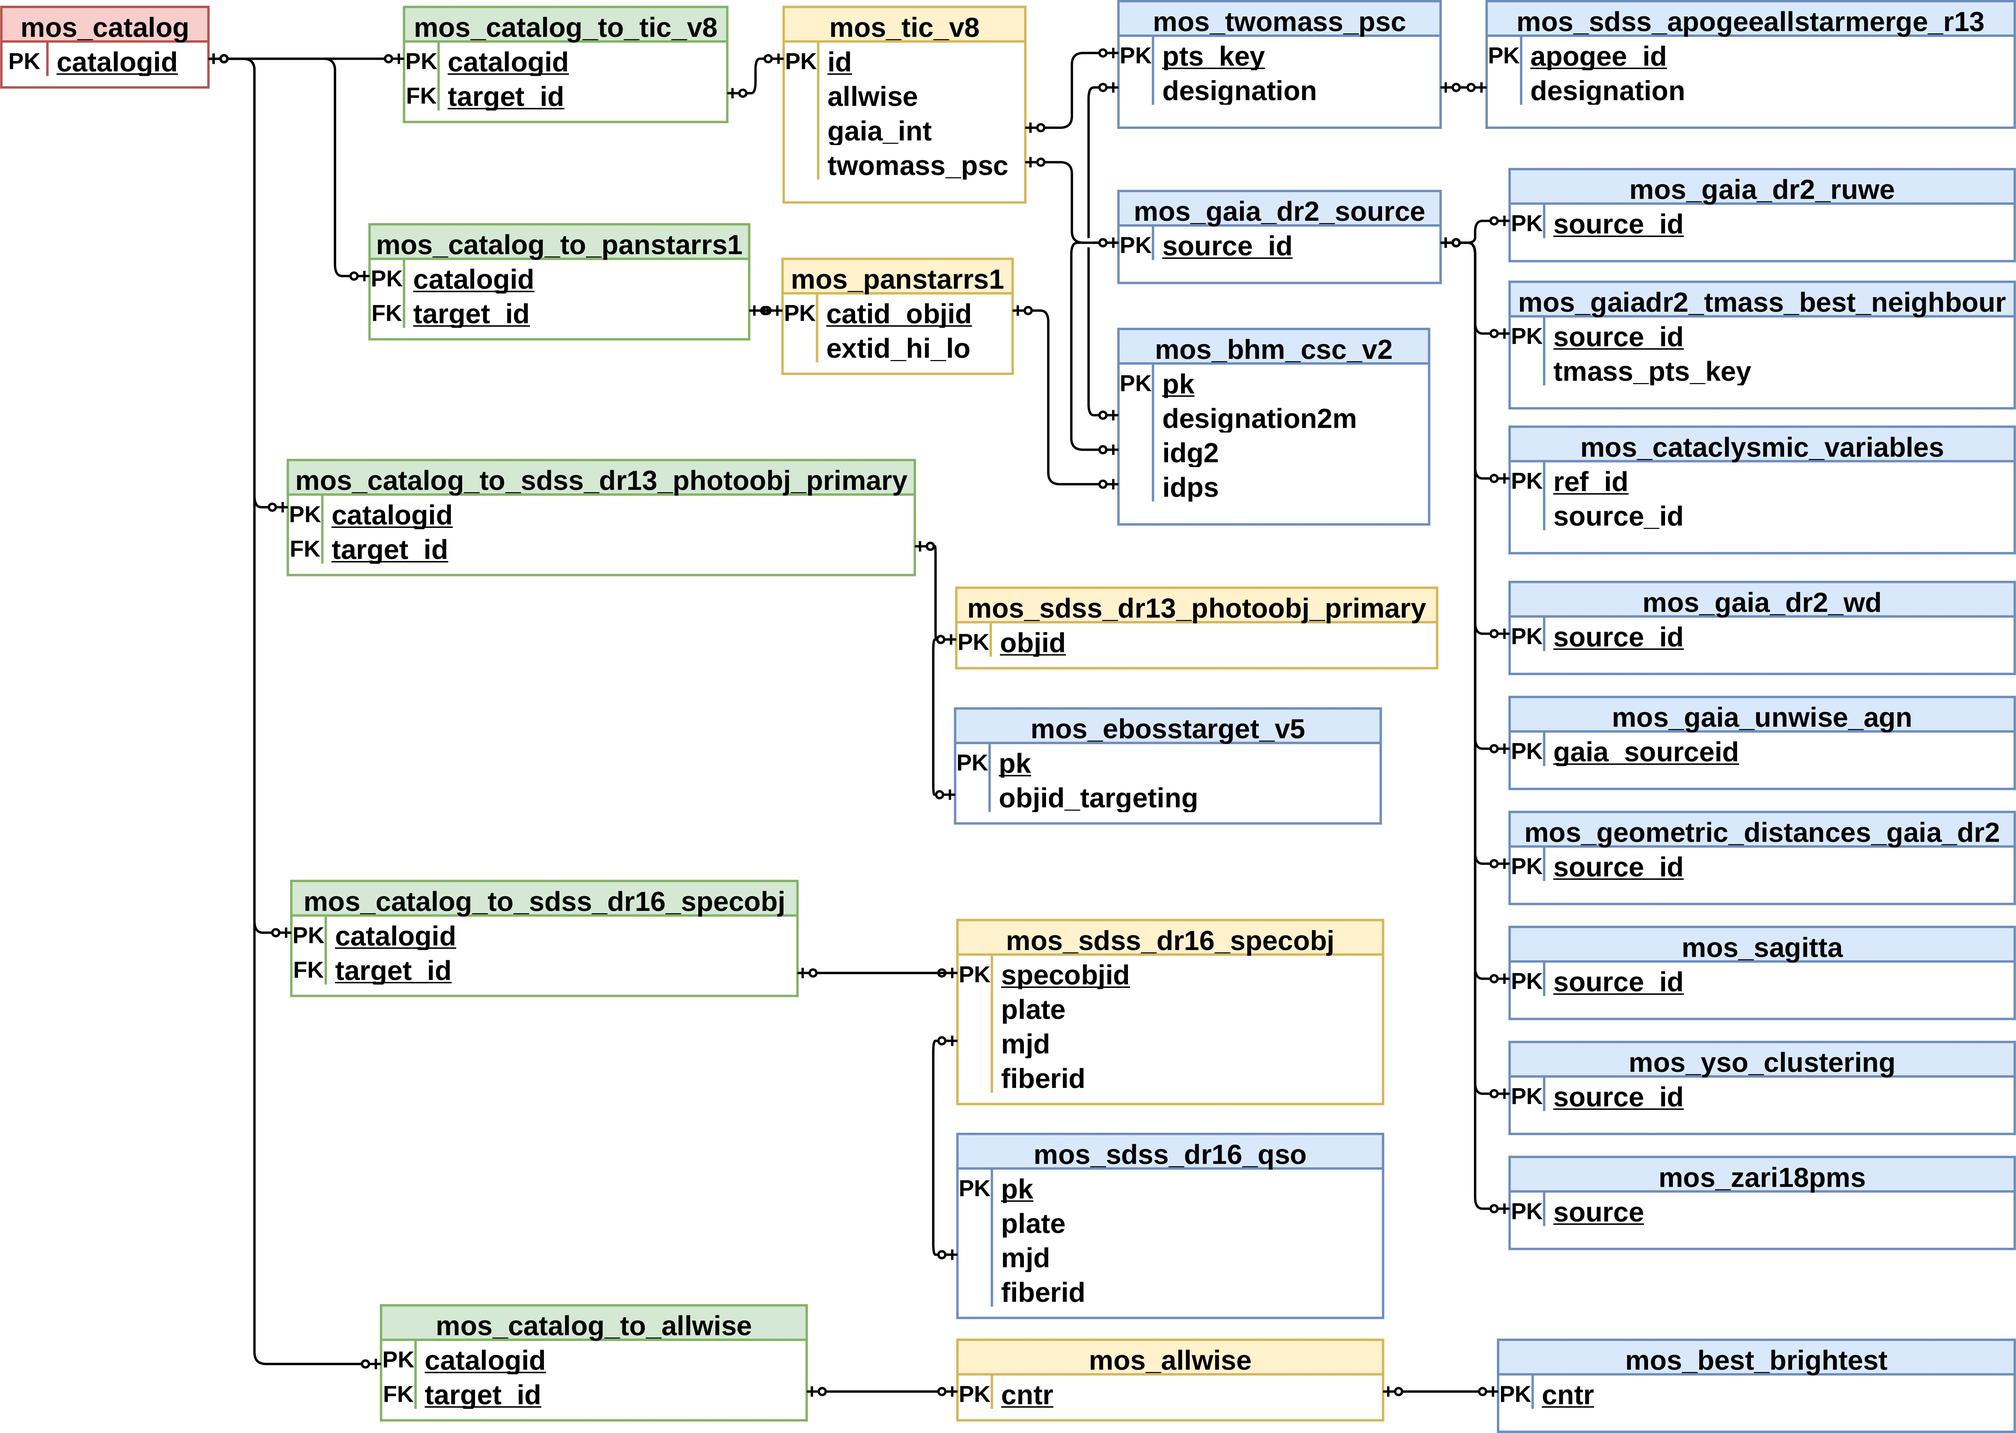 mos_catalog
PK catalogid
mos_catalog_to_tic_v8
PK catalogid
FK target_id
mos_tic_v8
PK id
allwise
gaia_int
twomass_psc
mos_twomass_psc
PK pts_key
designation
mos_sdss_apogeeallstarmerge_r13
PK apogee_id
designation
mos_catalog_to_panstarrs1
PK catalogid
FK target_id
mos_panstarrs1
PK catid_objid
extid_hi_lo
mos_gaia_dr2_source
PK source_id
mos_bhm_csc_v2
PK pk
designation2m
idg2
idps
mos_gaia_dr2_ruwe
PK source_id
mos_gaiadr2_tmass_best_neighbour
PK source_id
tmass_pts_key
mos_cataclysmic_variables
PK ref_id
source_id
mos_gaia_dr2_wd
PK source_id
mos_gaia_unwise_agn
PK gaia_sourceid
mos_geometric_distances_gaia_dr2
PK source_id
mos_sagitta
PK source_id
mos_yso_clustering
PK source_id
mos_zari18pms
PK source
mos_catalog_to_sdss_dr13_photoobj_primary
PK catalogid
FK target_id
mos_sdss_dr13_photoobj_primary
PK objid
mos_ebosstarget_v5
PK pk
objid_targeting
mos_catalog_to_sdss_dr16_specobj
PK catalogid
FK target_id
mos_sdss_dr16_specobj
PK specobjid
plate
mjd
fiberid
mos_sdss_dr16_qso
PK pk
plate
mjd
fiberid
mos_catalog_to_allwise
PK catalogid
FK target_id
mos_allwise
PK cntr
mos_best_brightest
PK cntr